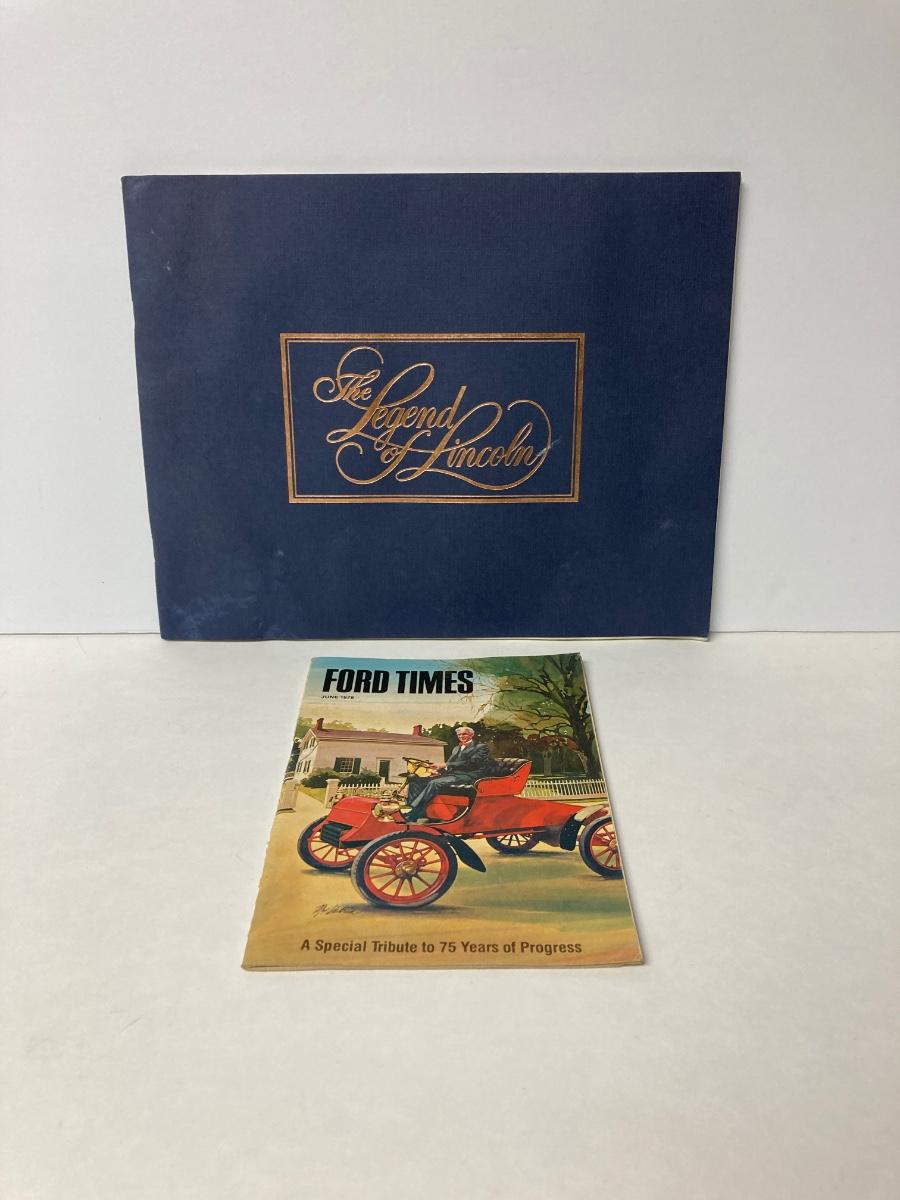 The
Legend
of Lincoln
FORD TIMES
JUNE 1978
A Special Tribute to 75 Years of Progress